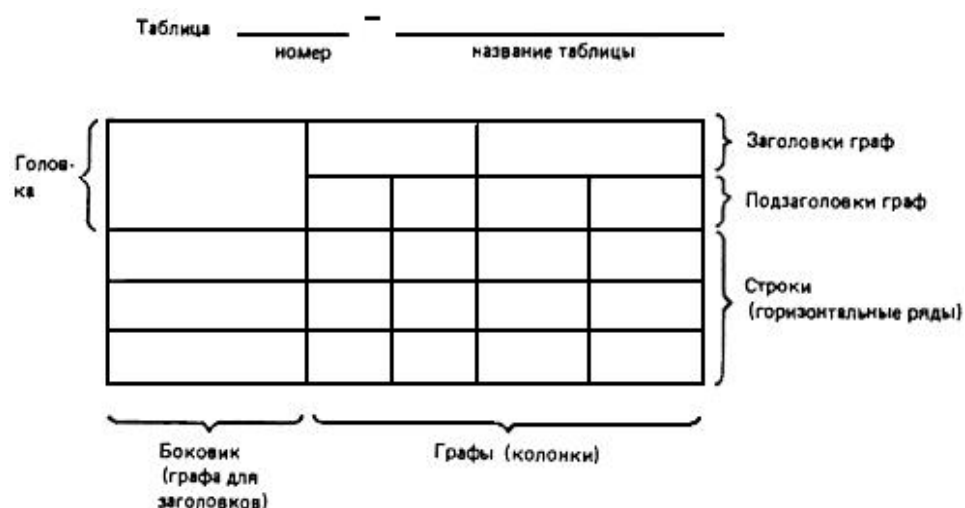 Таблица –
номер название таблицы
Голов-
ка
Заголовки граф
Подзаголовки граф
Строки
(горизонтальные ряды)
Боковик
(графа для
заголовков)
Графы (колонки)